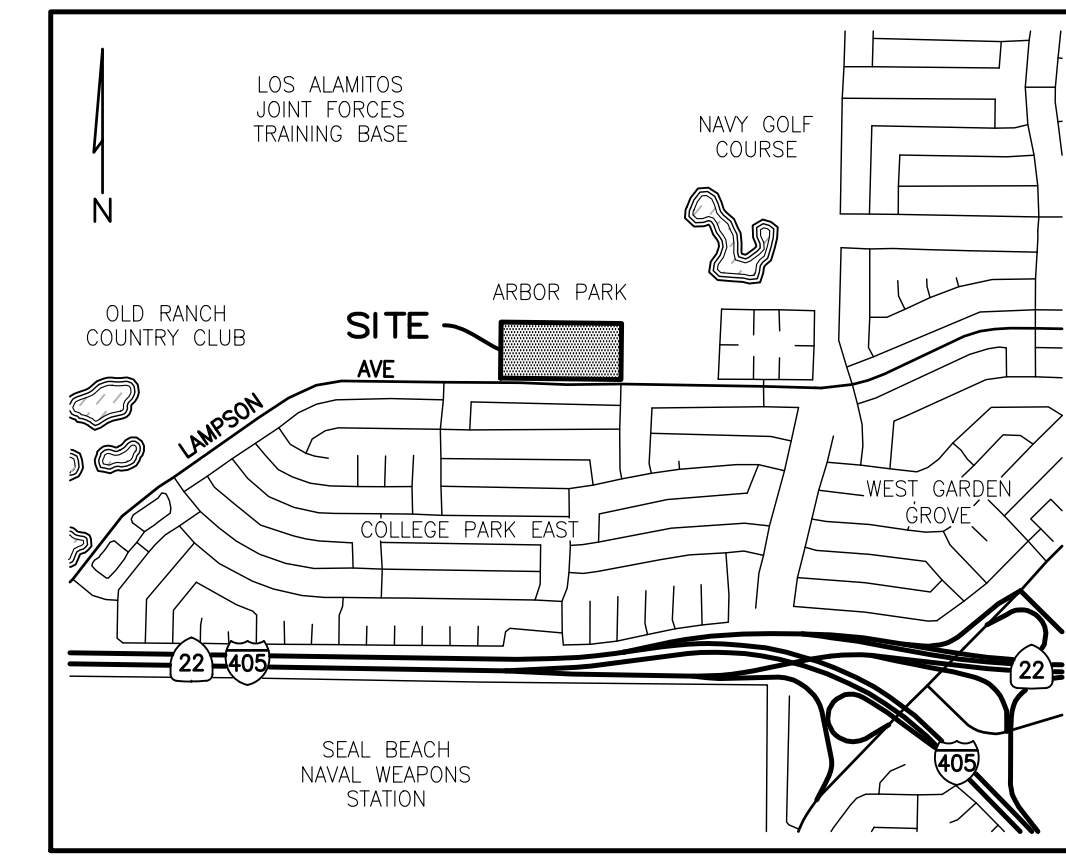 LOS ALAMITOS
JOINT FORCES
TRAINING BASE
NAVY GOLF
COURSE
N
ARBOR PARK
OLD RANCH
COUNTRY CLUB
SITE
AVE
LAMPSON
WEST GARDEN
GROVE
COLLEGE PARK EAST
22
405
22
SEAL BEACH
NAVAL WEAPONS
STATION
405